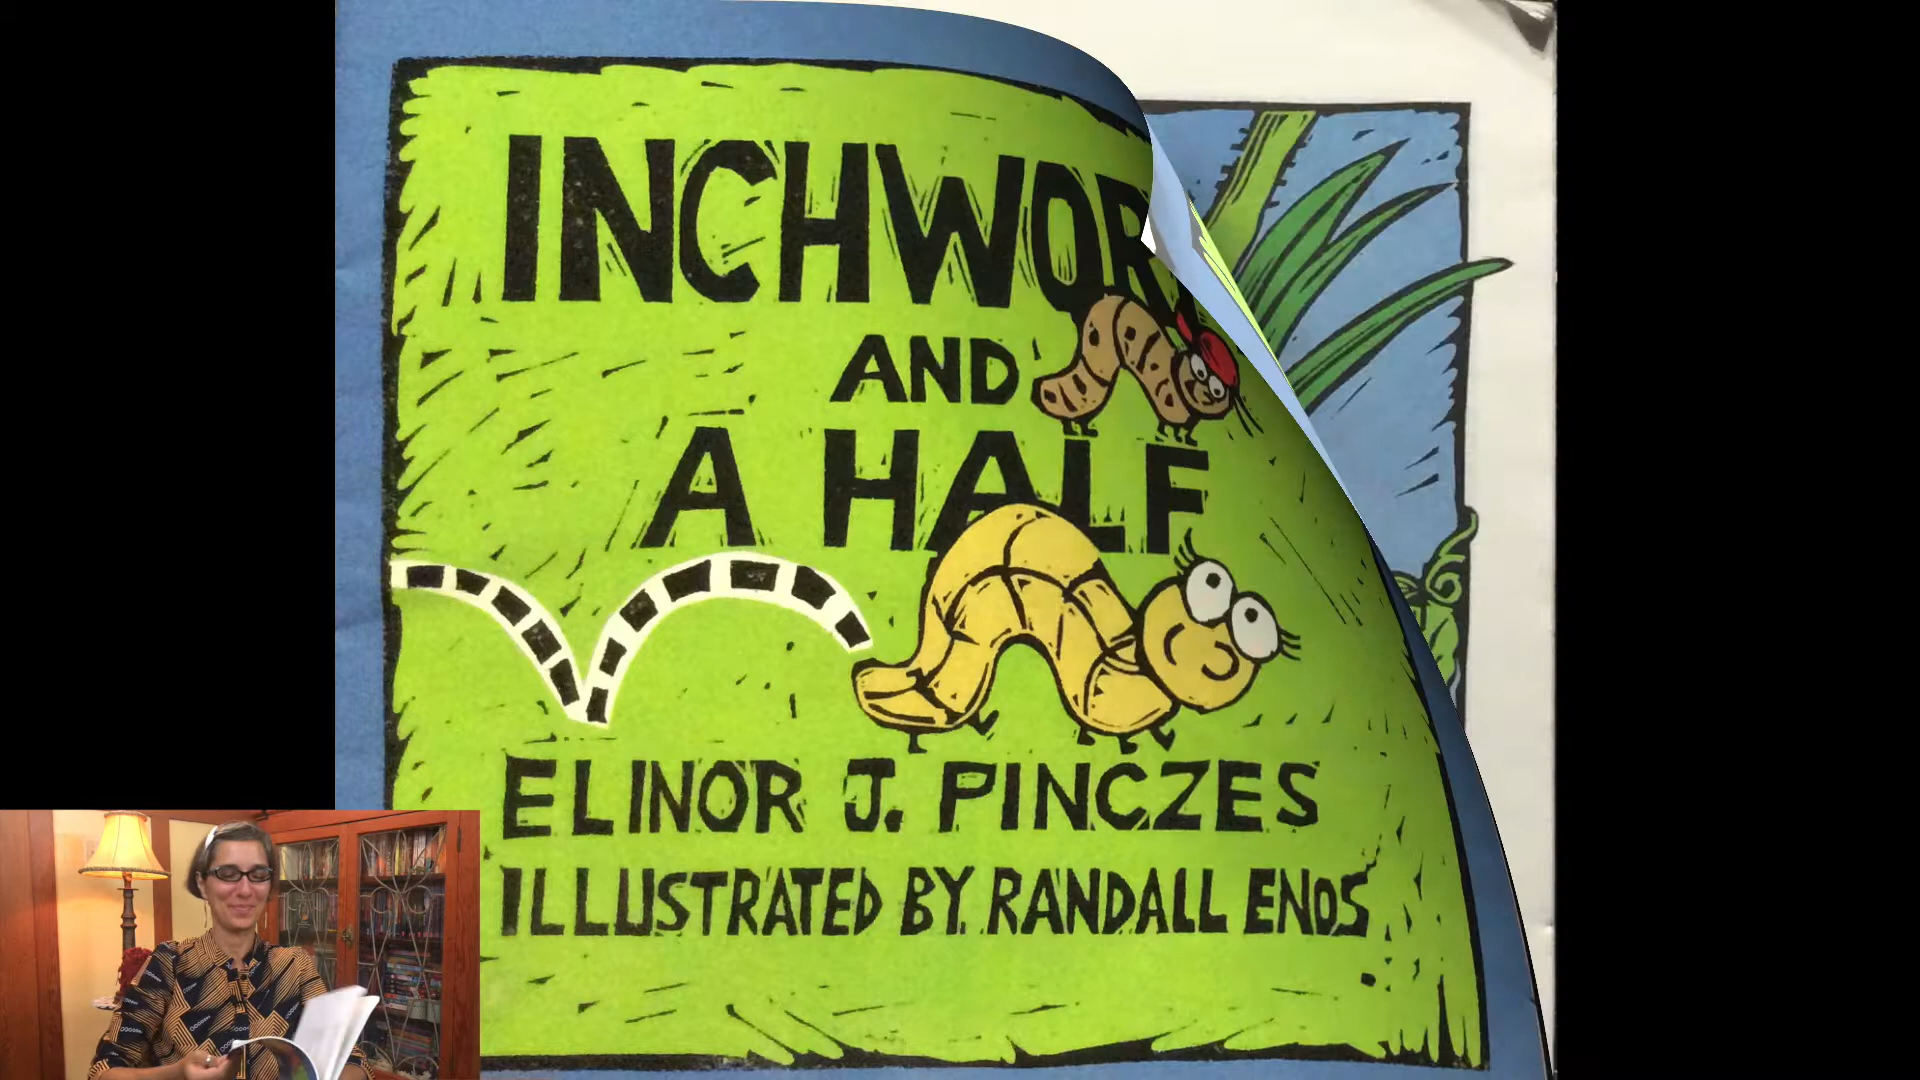 INCHWOR
AND
A HALF
ELINOR J. PINCZES
ILLUSTRATED BY RANDALL ENOS